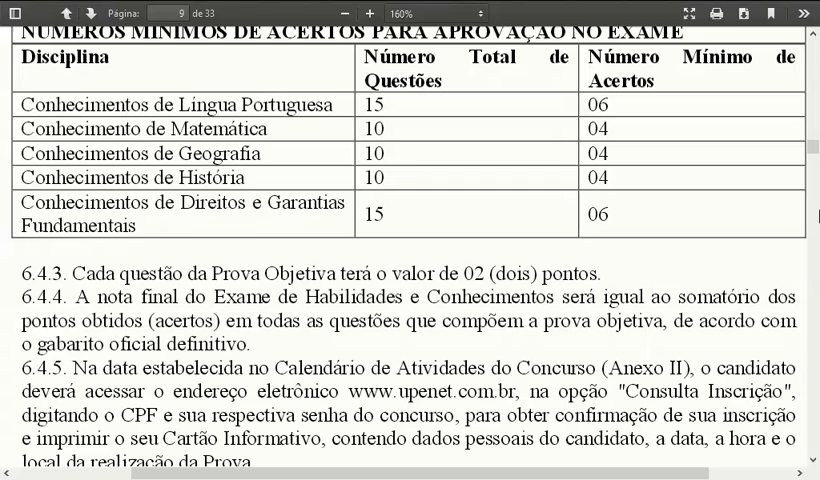 Página: 9 de 33 160%
NÚMEROS MÍNIMOS DE ACERTOS PARA APROVAÇÃO NO EXAME
Disciplina Número Total de Questões Número Mínimo de Acertos
Conhecimentos de Língua Portuguesa 15 06
Conhecimento de Matemática 10 04
Conhecimentos de Geografia 10 04
Conhecimentos de História 10 04
Conhecimentos de Direitos e Garantias Fundamentais 15 06
6.4.3. Cada questão da Prova Objetiva terá o valor de 02 (dois) pontos.
6.4.4. A nota final do Exame de Habilidades e Conhecimentos será igual ao somatório dos
pontos obtidos (acertos) em todas as questões que compõem a prova objetiva, de acordo com
o gabarito oficial definitivo.
6.4.5. Na data estabelecida no Calendário de Atividades do Concurso (Anexo II), o candidato
deverá acessar o endereço eletrônico www.upenet.com.br, na opção "Consulta Inscrição",
digitando o CPF e sua respectiva senha do concurso, para obter confirmação de sua inscrição
e imprimir o seu Cartão Informativo, contendo dados pessoais do candidato, a data, a hora e o
local da realização da Prova